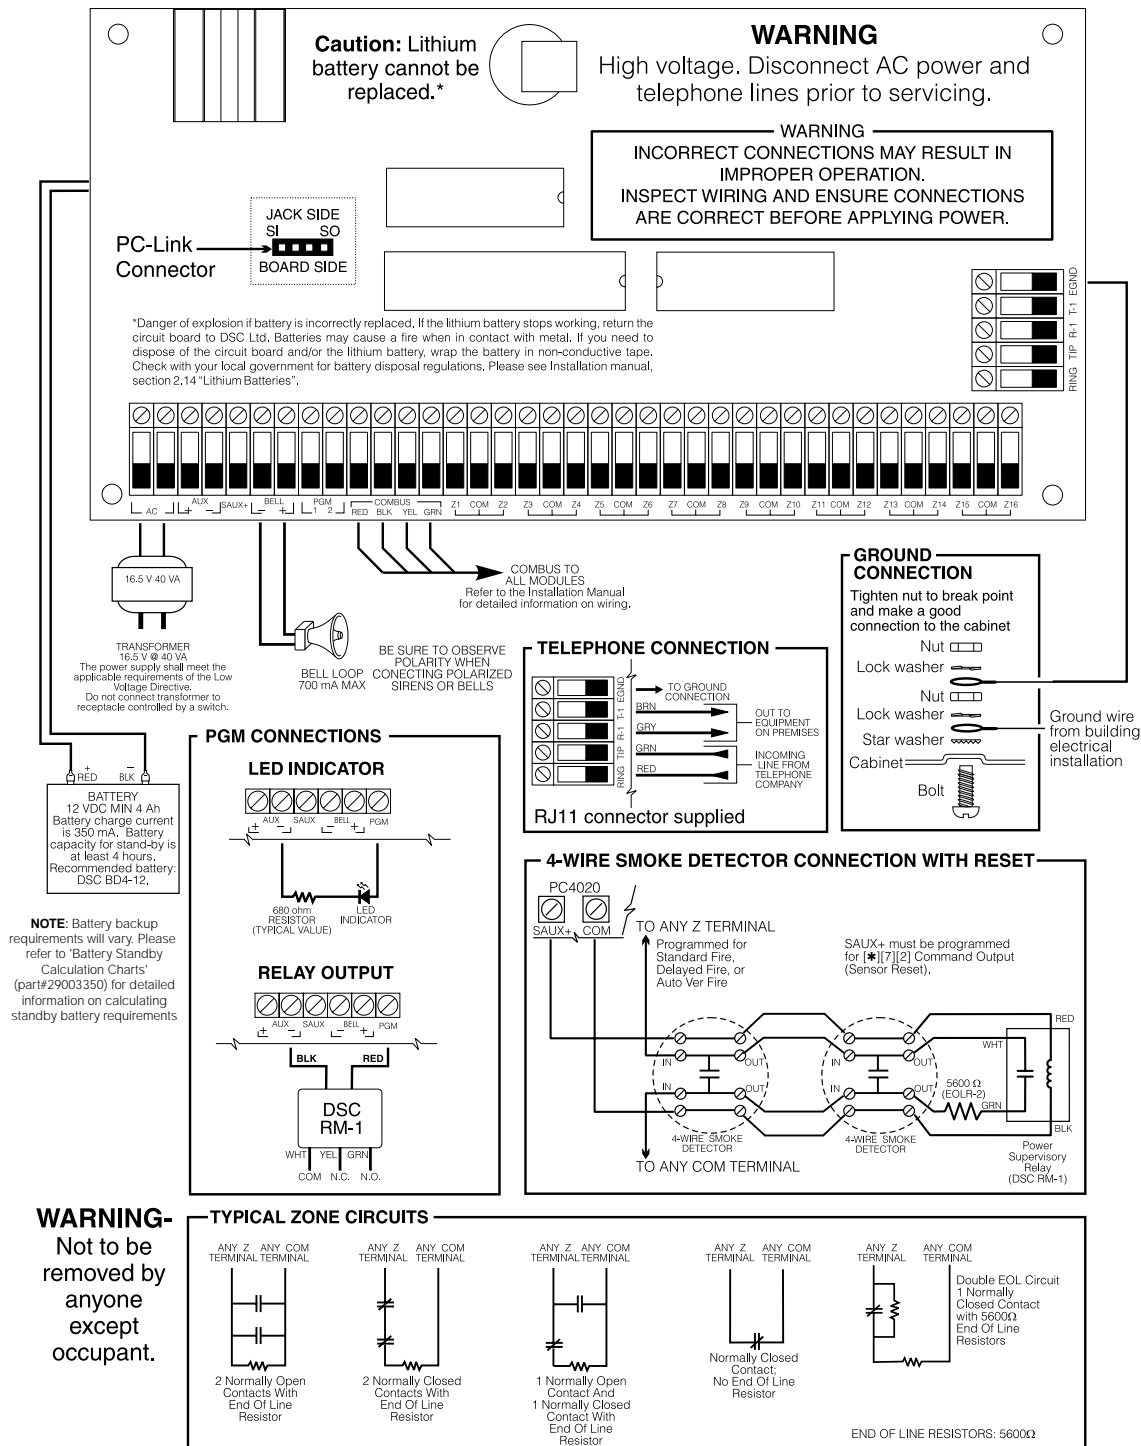 Caution: Lithium
battery cannot be
replaced.*
WARNING
High voltage. Disconnect AC power and
telephone lines prior to servicing.
WARNING
INCORRECT CONNECTIONS MAY RESULT IN
IMPROPER OPERATION.
INSPECT WIRING AND ENSURE CONNECTIONS
ARE CORRECT BEFORE APPLYING POWER.
JACK SIDE
SI SO
BOARD SIDE
PC-Link
Connector
EGND
T-1
R-1
TIP
RING
*Danger of explosion if battery is incorrectly replaced. If the lithium battery stops working, return the
circuit board to DSC Ltd. Batteries may cause a fire when in contact with metal. If you need to
dispose of the circuit board and/or the lithium battery, wrap the battery in non-conductive tape.
Check with your local government for battery disposal regulations. Please see Installation manual,
section 2.14 "Lithium Batteries".
AC
AUX
+ -
SAUX+
BELL
- +
PGM
1 2
COMBUS
RED BLK YEL GRN
Z1 COM Z2 Z3 COM Z4 Z5 COM Z6 Z7 COM Z8 Z9 COM Z10 Z11 COM Z12 Z13 COM Z14 Z15 COM Z16
16.5 V 40 VA
TRANSFORMER
16.5 V @ 40 VA
The power supply shall meet the
applicable requirements of the Low
Voltage Directive.
Do not connect transformer to
receptacle controlled by a switch.
COMBUS TO
ALL MODULES
Refer to the Installation Manual
for detailed information on wiring.
BELL LOOP
700 mA MAX
BE SURE TO OBSERVE
POLARITY WHEN
CONECTING POLARIZED
SIRENS OR BELLS
GROUND
CONNECTION
Tighten nut to break point
and make a good
connection to the cabinet
Nut
Lock washer
Nut
Lock washer
Star washer
Cabinet
Bolt
Ground wire
from building
electrical
installation
TELEPHONE CONNECTION
EGND
T-1
R-1
TIP
RING
TO GROUND
CONNECTION
BRN
GRY
GRN
RED
OUT TO
EQUIPMENT
ON PREMISES
INCOMING
LINE FROM
TELEPHONE
COMPANY
RJ11 connector supplied
+ -
RED BLK
BATTERY
12 VDC MIN 4 Ah
Battery charge current
is 350 mA. Battery
capacity for stand-by is
at least 4 hours.
Recommended battery:
DSC BD4-12.
NOTE: Battery backup
requirements will vary. Please
refer to 'Battery Standby
Calculation Charts'
(part#29003350) for detailed
information on calculating
standby battery requirements
PGM CONNECTIONS
LED INDICATOR
AUX SAUX BELL PGM
+ - - +
680 ohm
RESISTOR
(TYPICAL VALUE)
LED
INDICATOR
RELAY OUTPUT
AUX SAUX BELL PGM
+ - - +
BLK RED
DSC
RM-1
WHT YEL GRN
COM N.C. N.O.
4-WIRE SMOKE DETECTOR CONNECTION WITH RESET
PC4020
SAUX+ COM
TO ANY Z TERMINAL
Programmed for
Standard Fire,
Delayed Fire, or
Auto Ver Fire
SAUX+ must be programmed
for [✱][7][2] Command Output
(Sensor Reset).
IN OUT IN OUT
IN OUT IN OUT
RED
WHT
5600 Ω
(EOLR-2)
GRN
BLK
4-WIRE SMOKE
DETECTOR
4-WIRE SMOKE
DETECTOR
Power
Supervisory
Relay
(DSC RM-1)
TO ANY COM TERMINAL
WARNING-
Not to be
removed by
anyone
except
occupant.
TYPICAL ZONE CIRCUITS
ANY Z TERMINAL ANY COM TERMINAL
2 Normally Open
Contacts With
End Of Line
Resistor
ANY Z TERMINAL ANY COM TERMINAL
2 Normally Closed
Contacts With
End Of Line
Resistor
ANY Z TERMINAL ANY COM TERMINAL
1 Normally Open
Contact And
1 Normally Closed
Contact With
End Of Line
Resistor
ANY Z TERMINAL ANY COM TERMINAL
Normally Closed
Contact;
No End Of Line
Resistor
ANY Z TERMINAL ANY COM TERMINAL
Double EOL Circuit
1 Normally
Closed Contact
with 5600Ω
End Of Line
Resistors
END OF LINE RESISTORS: 5600Ω